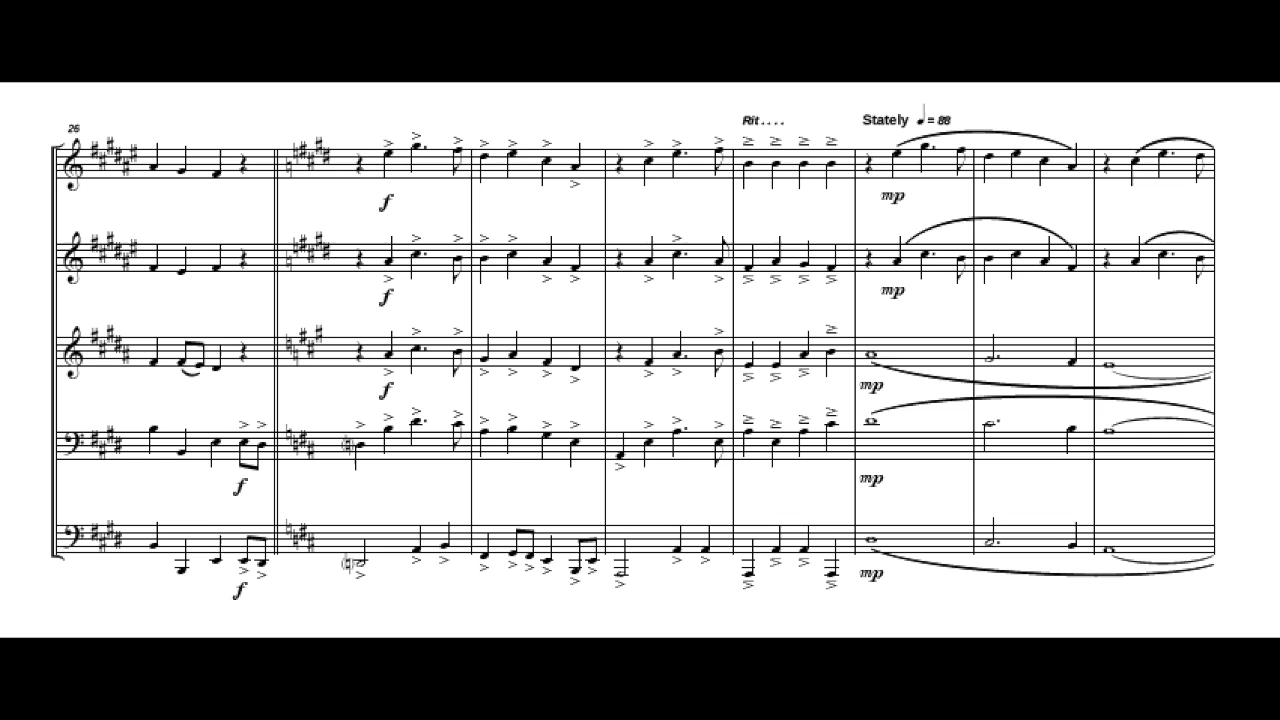 26
Rit . . . .
Stately ♩ = 88
f
mp
f
mp
f
mp
f
mp
f
mp